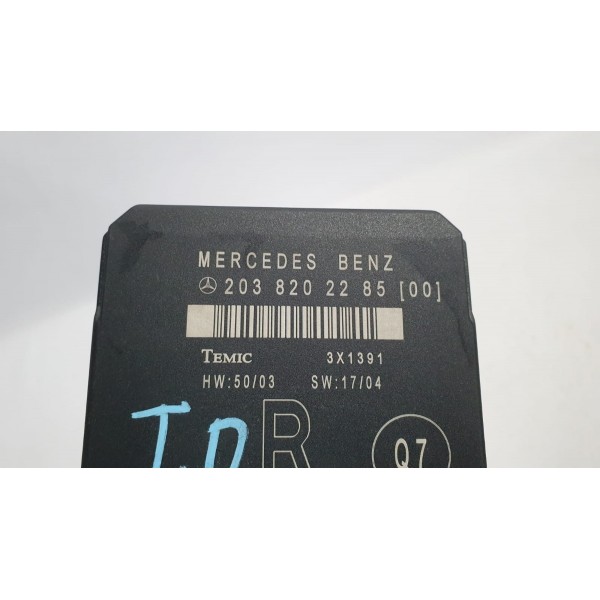 MERCEDES BENZ
203 820 22 85 [00]
TEMIC 3X1391
HW:50/03 SW:17/04
R Q7